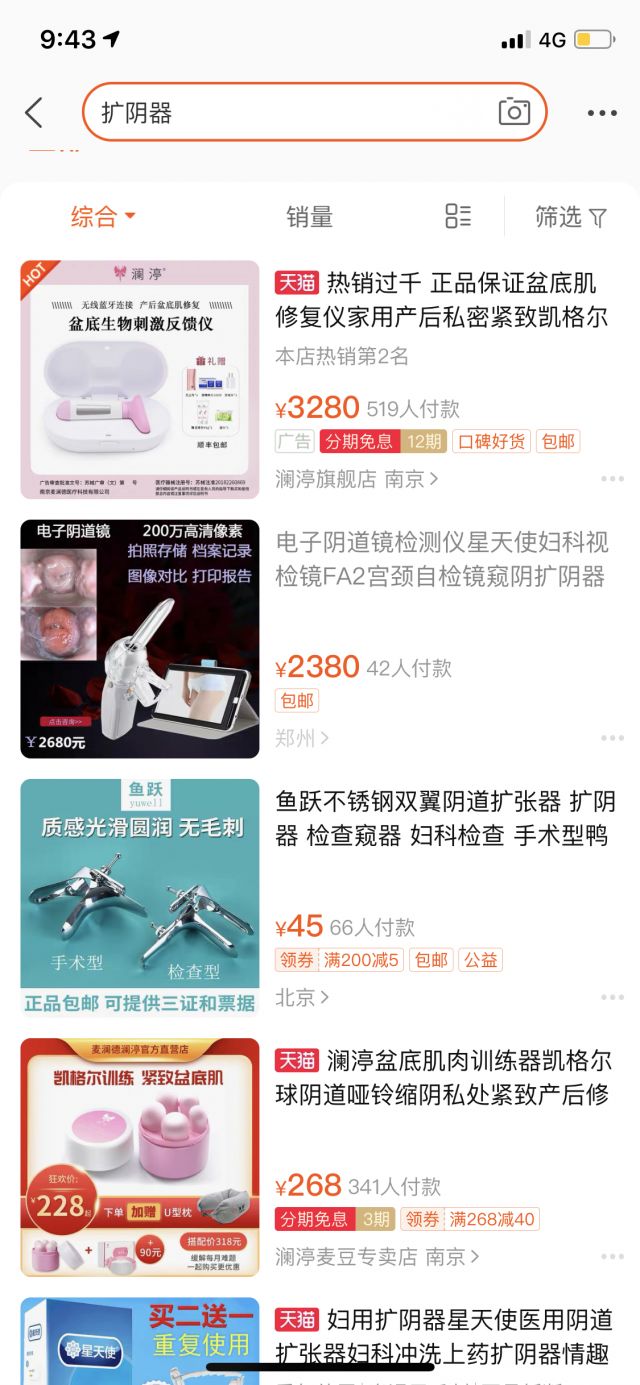 9:43
4G
扩阴器
综合
销量
筛选
HOT
澜渟
无线蓝牙连接 产后盆底肌修复
盆底生物刺激反馈仪
礼赠
顺丰包邮
南京麦澜德医疗科技有限公司
天猫 热销过千 正品保证盆底肌
修复仪家用产后私密紧致凯格尔
本店热销第2名
¥3280 519人付款
广告 分期免息 12期 口碑好货 包邮
澜渟旗舰店 南京
电子阴道镜 200万高清像素
拍照存储 档案记录
图像对比 打印报告
点击咨询>>
¥2680元
电子阴道镜检测仪星天使妇科视
检镜FA2宫颈自检镜窥阴扩阴器
¥2380 42人付款
包邮
郑州
鱼跃
yuwell
质感光滑圆润 无毛刺
手术型
检查型
正品包邮 可提供三证和票据
鱼跃不锈钢双翼阴道扩张器 扩阴
器 检查窥器 妇科检查 手术型鸭
¥45 66人付款
领券 满200减5 包邮 公益
北京
麦澜德澜渟官方直营店
凯格尔训练 紧致盆底肌
狂欢价:
¥228起
下单 加赠 U型枕
+
+
90元
搭配价318元
缓解每月难题
一起购买更优惠
天猫 澜渟盆底肌肉训练器凯格尔
球阴道哑铃缩阴私处紧致产后修
¥268 341人付款
分期免息 3期 领券 满268减40
澜渟麦豆专卖店 南京
买二送一
重复使用
星天使
天猫 妇用扩阴器星天使医用阴道
扩张器妇科冲洗上药扩阴器情趣